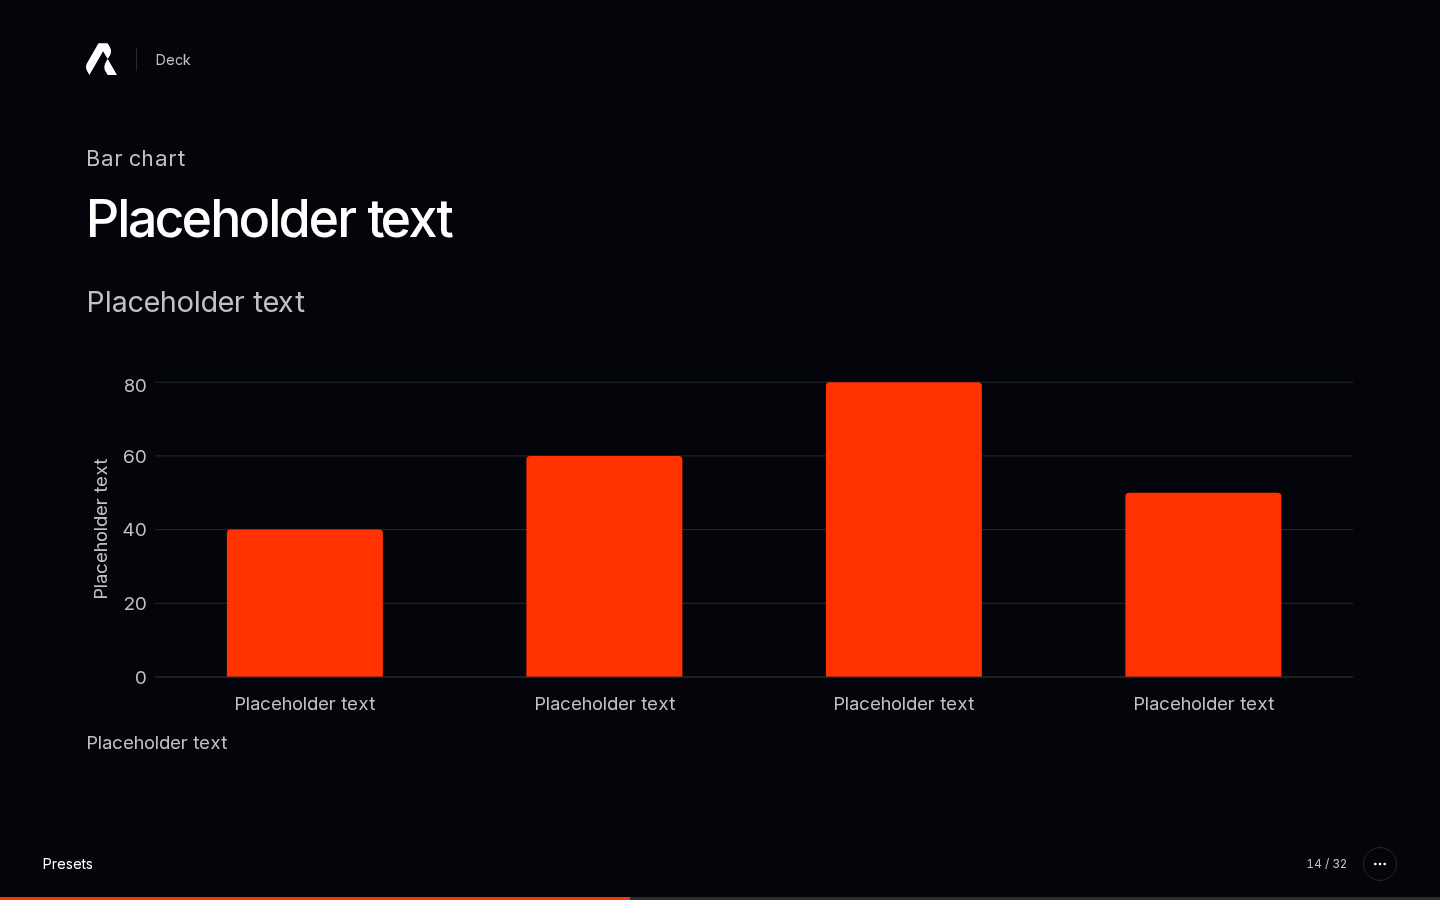 Deck
Bar chart
Placeholder text
Placeholder text
80
60
40
20
0
Placeholder text
Placeholder text
Placeholder text
Placeholder text
Placeholder text
Placeholder text
Presets
14 / 32